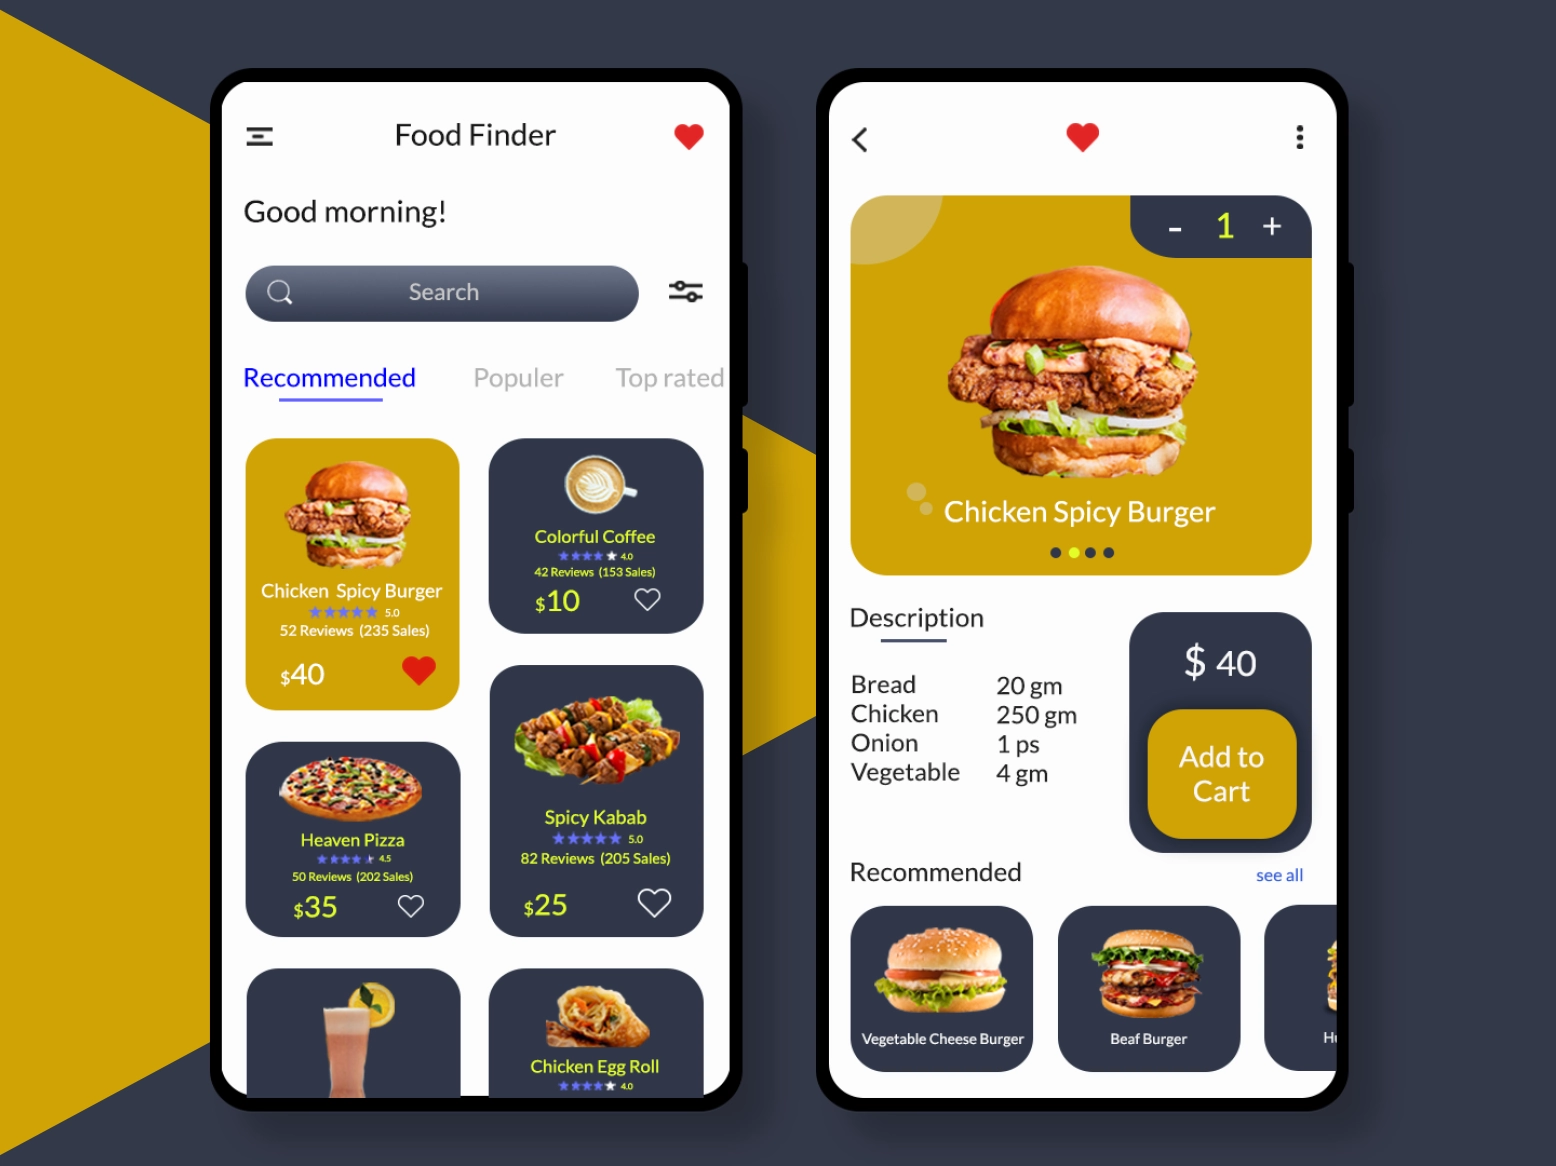 Food Finder
Good morning!
Search
Recommended Populer Top rated
Chicken Spicy Burger
5.0
52 Reviews (235 Sales)
$40
Colorful Coffee
4.0
42 Reviews (153 Sales)
$10
Heaven Pizza
4.5
50 Reviews (202 Sales)
$35
Spicy Kabab
5.0
82 Reviews (205 Sales)
$25
Chicken Egg Roll
4.0
- 1 +
Chicken Spicy Burger
Description
Bread 20 gm
Chicken 250 gm
Onion 1 ps
Vegetable 4 gm
$ 40
Add to
Cart
Recommended see all
Vegetable Cheese Burger
Beaf Burger